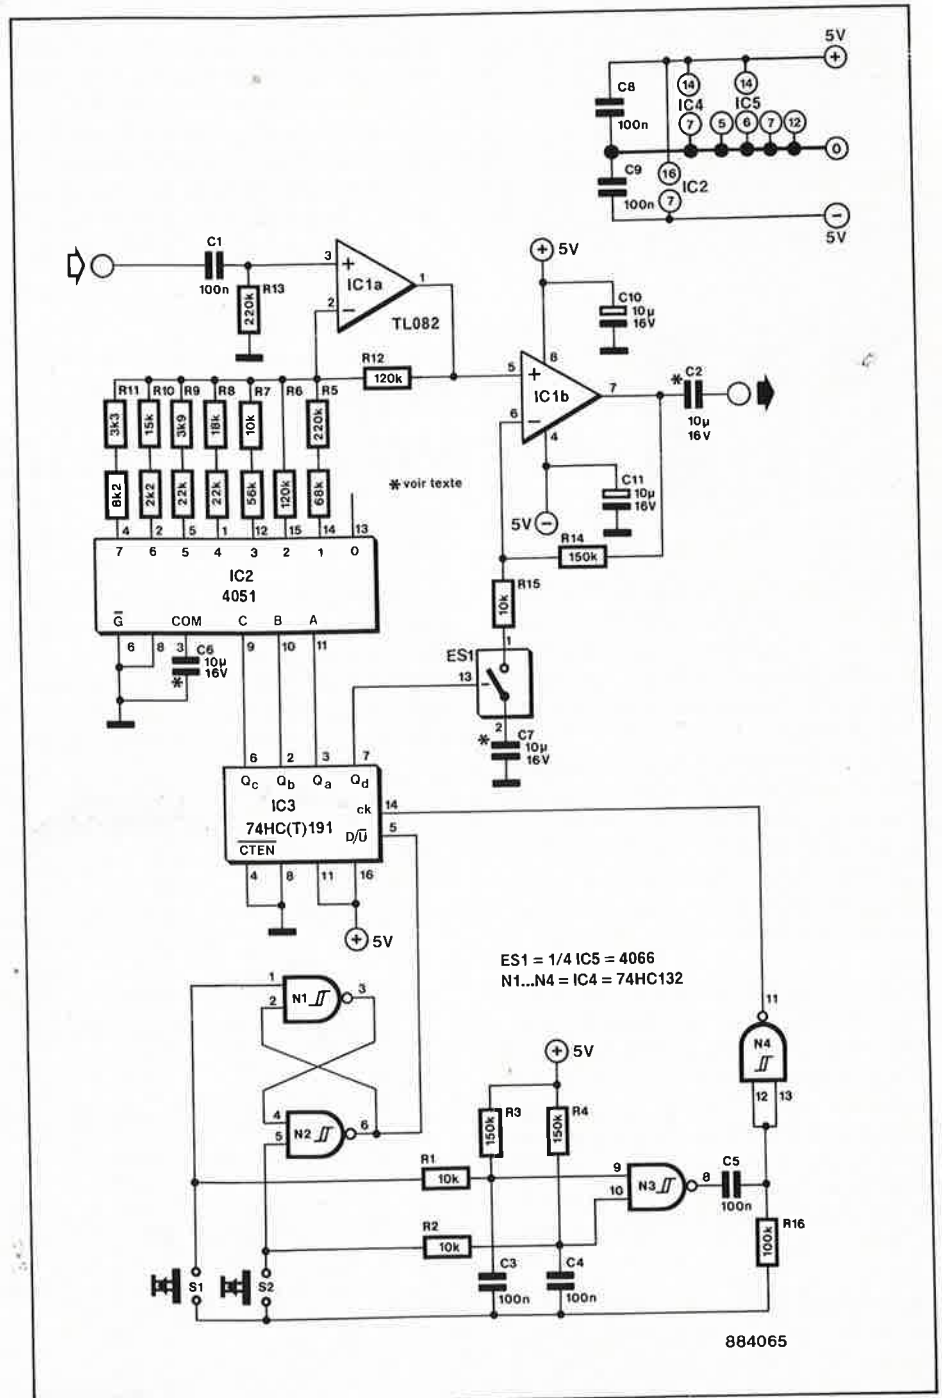 5V
+
C8
100n
14
IC4
14
IC5
7
5
6
7
12
0
C9
100n
16
IC2
7
−
5V
C1
100n
R13
220k
3
+
IC1a
1
2
−
TL082
+
5V
C10
10µ
16V
8
R12
120k
5
+
IC1b
7
6
−
4
*
C2
10µ
16V
R11
R10
R9
R8
R7
R6
R5
3k3
15k
3k9
18k
10k
220k
8k2
2k2
22k
22k
56k
120k
68k
* voir texte
C11
10µ
16V
5V
−
4
2
5
1
12
15
14
13
7
6
5
4
3
2
1
0
IC2
4051
G
COM
C
B
A
6
8
3
9
10
11
C6
10µ
16V
*
R14
150k
R15
10k
ES1
1
13
2
*
C7
10µ
16V
6
2
3
7
Qc
Qb
Qa
Qd
IC3
74HC(T)191
ck
14
D/U
5
CTEN
4
8
11
16
+
5V
ES1 = 1/4 IC5 = 4066
N1...N4 = IC4 = 74HC132
1
2
N1
3
4
5
N2
6
11
N4
12
13
+
5V
R3
150k
R4
150k
R1
10k
R2
10k
9
10
N3
8
C5
100n
R16
100k
C3
100n
C4
100n
S1
S2
884065